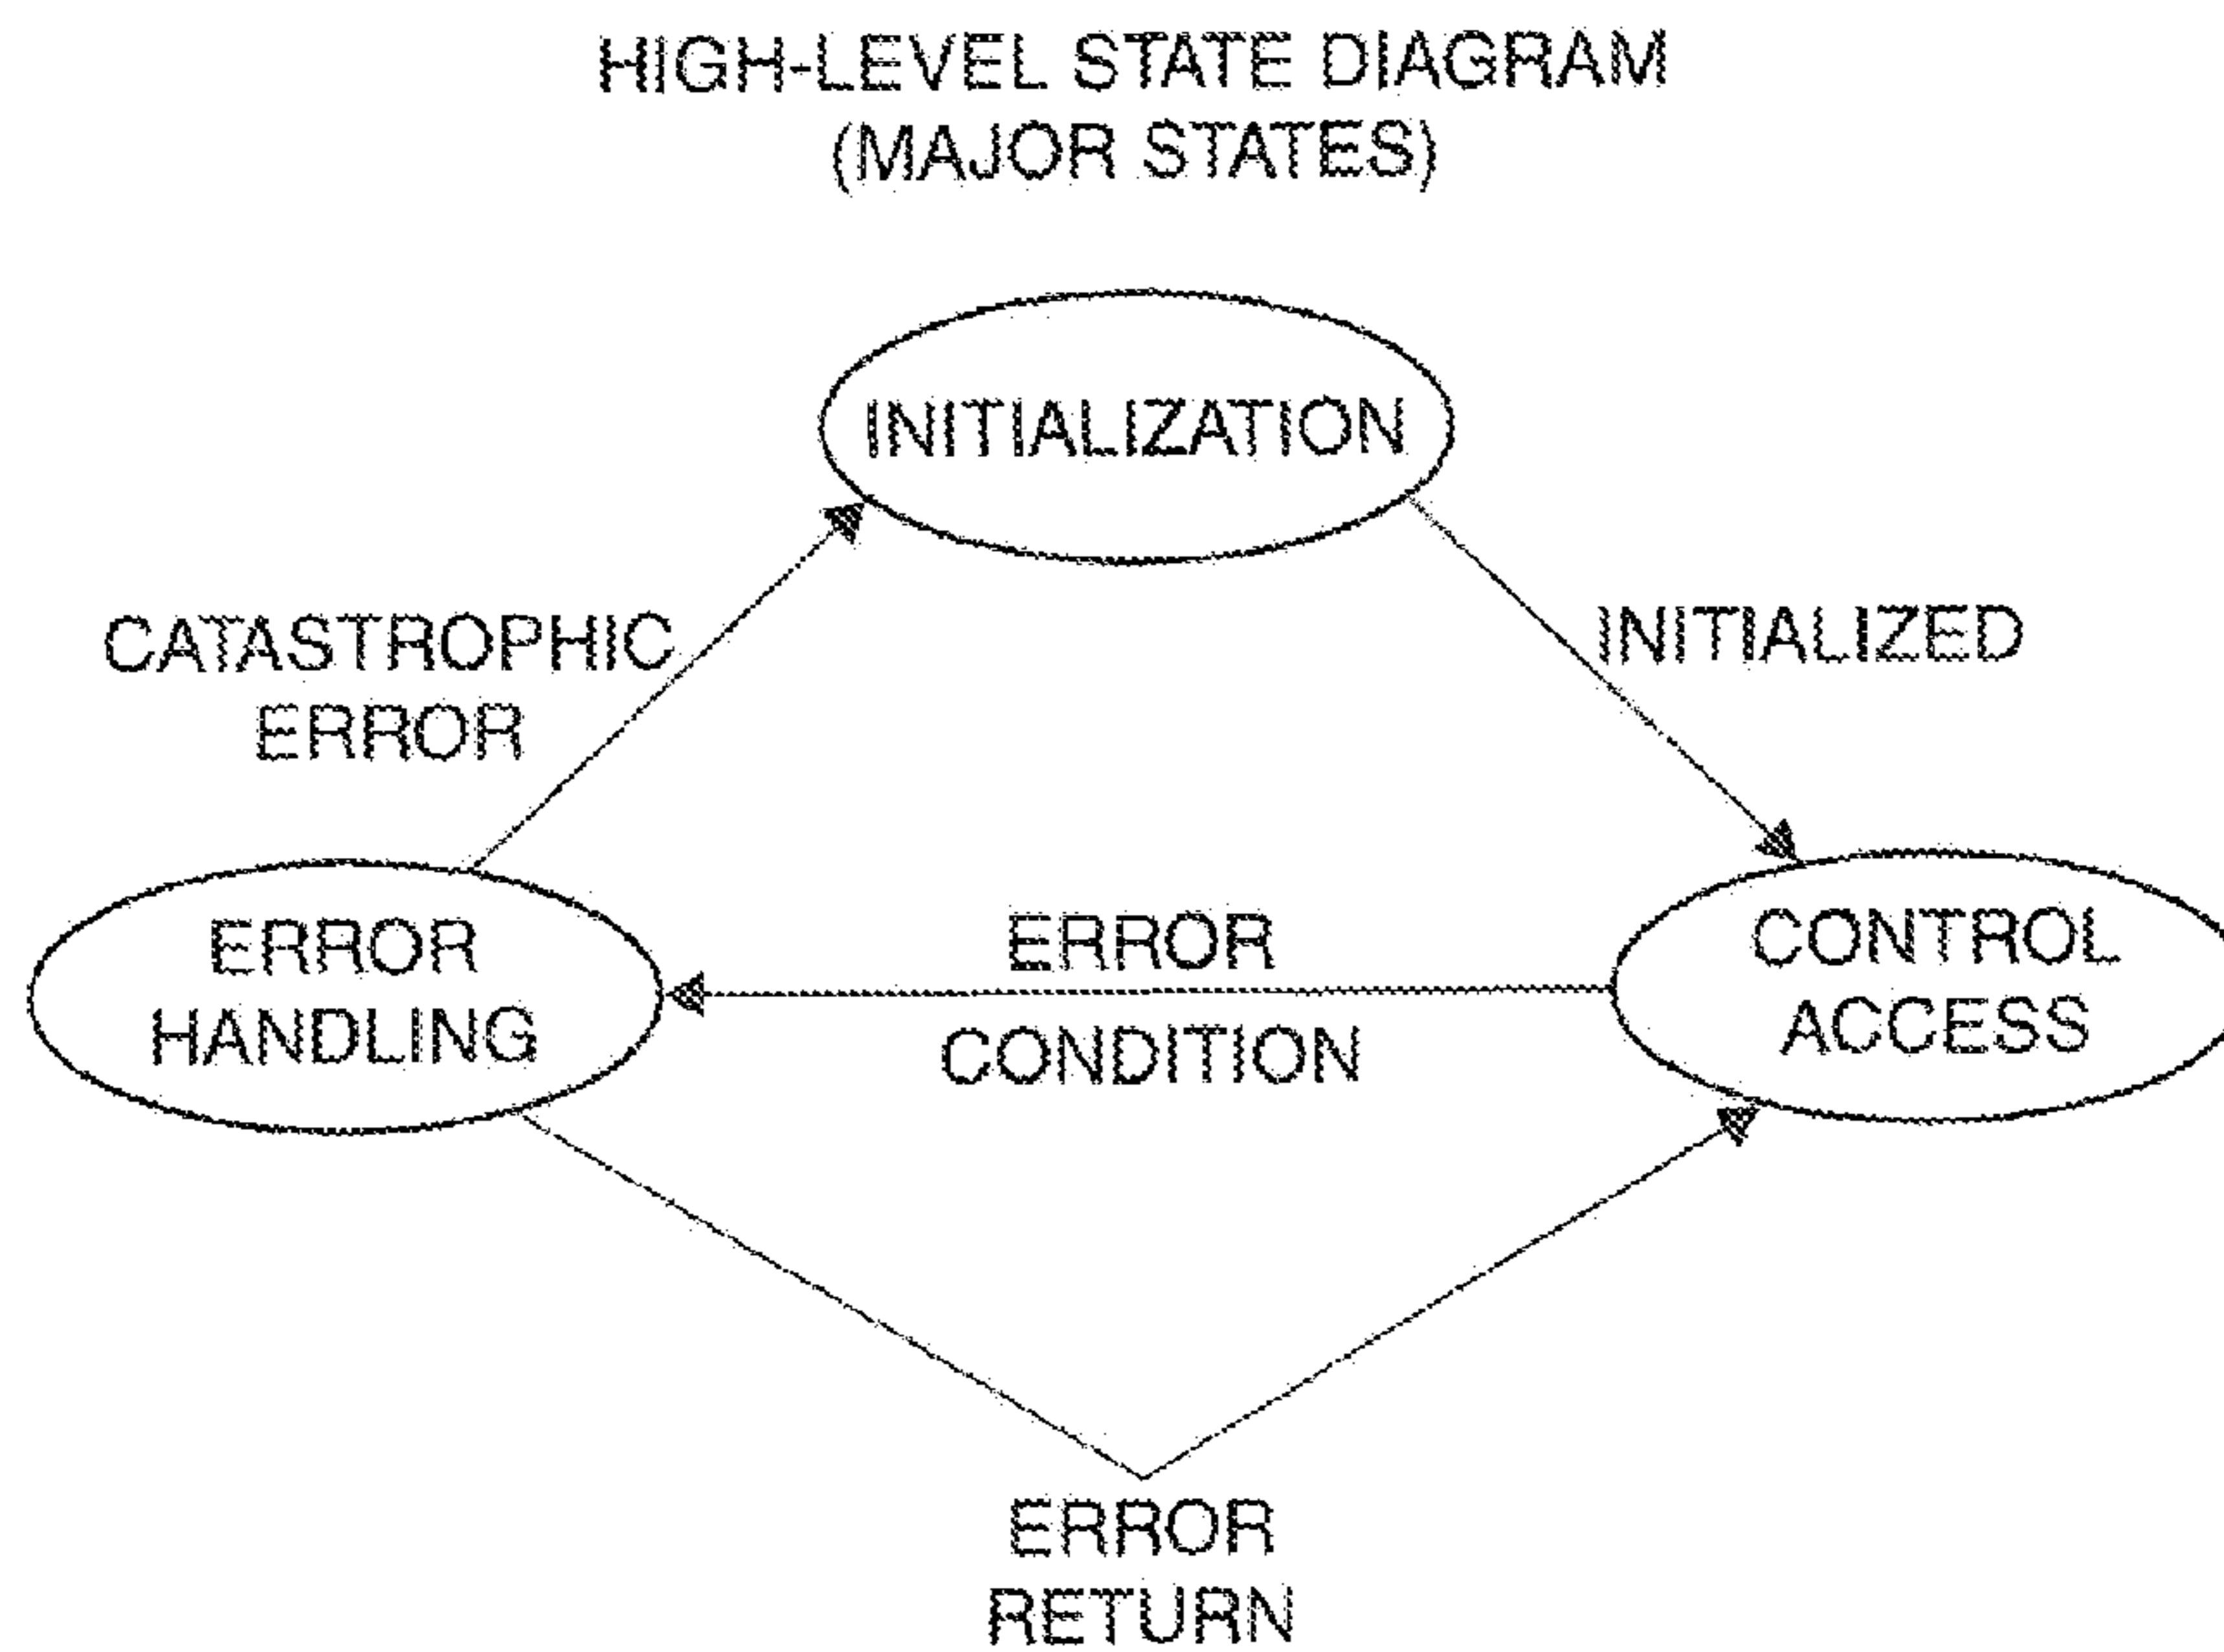 HIGH-LEVEL STATE DIAGRAM
(MAJOR STATES)
INITIALIZATION
CATASTROPHIC
ERROR
INITIALIZED
ERROR
HANDLING
ERROR
CONDITION
CONTROL
ACCESS
ERROR
RETURN